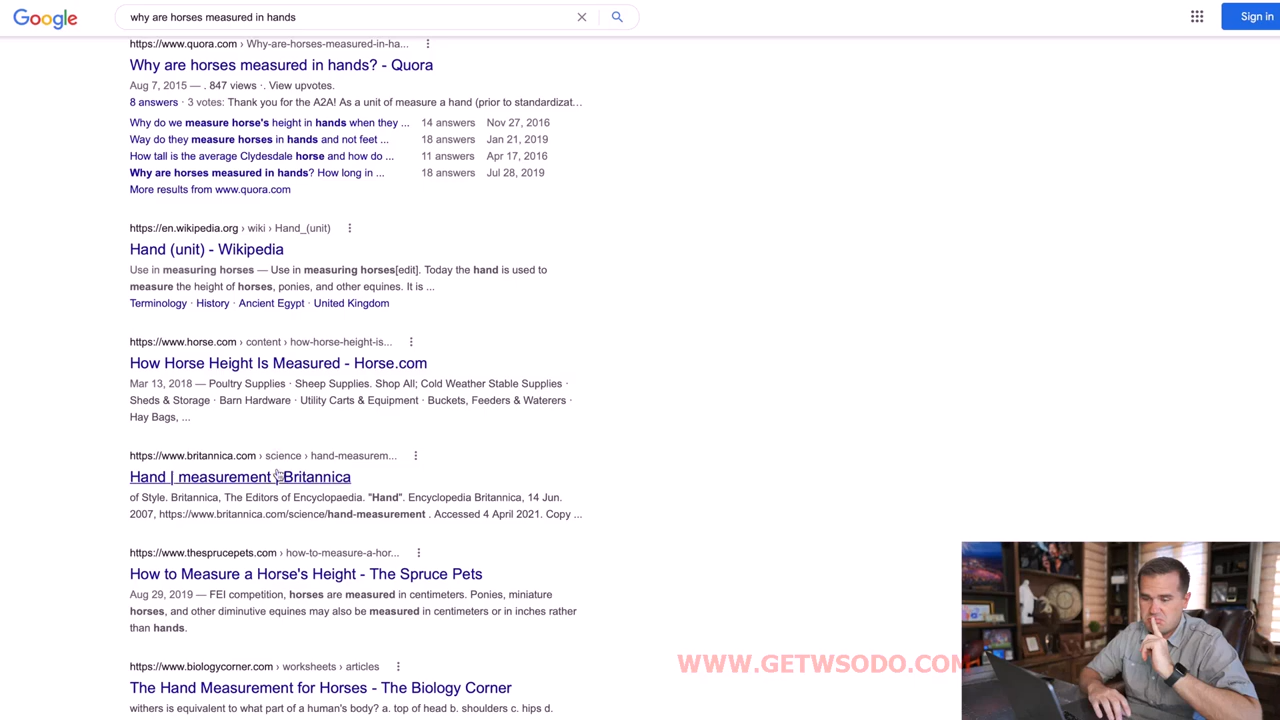 Google
why are horses measured in hands
Sign in
https://www.quora.com › Why-are-horses-measured-in-ha...
Why are horses measured in hands? - Quora
Aug 7, 2015 — . 847 views · . View upvotes.
8 answers · 3 votes: Thank you for the A2A! As a unit of measure a hand (prior to standardizat…
Why do we measure horse's height in hands when they ... 14 answers Nov 27, 2016
Way do they measure horses in hands and not feet ... 18 answers Jan 21, 2019
How tall is the average Clydesdale horse and how do ... 11 answers Apr 17, 2016
Why are horses measured in hands? How long in ... 18 answers Jul 28, 2019
More results from www.quora.com
https://en.wikipedia.org › wiki › Hand_(unit)
Hand (unit) - Wikipedia
Use in measuring horses — Use in measuring horses[edit]. Today the hand is used to
measure the height of horses, ponies, and other equines. It is ...
Terminology · History · Ancient Egypt · United Kingdom
https://www.horse.com › content › how-horse-height-is...
How Horse Height Is Measured - Horse.com
Mar 13, 2018 — Poultry Supplies · Sheep Supplies. Shop All; Cold Weather Stable Supplies ·
Sheds & Storage · Barn Hardware · Utility Carts & Equipment · Buckets, Feeders & Waterers ·
Hay Bags, ...
https://www.britannica.com › science › hand-measurem...
Hand | measurement | Britannica
of Style. Britannica, The Editors of Encyclopaedia. "Hand". Encyclopedia Britannica, 14 Jun.
2007, https://www.britannica.com/science/hand-measurement . Accessed 4 April 2021. Copy ...
https://www.thesprucepets.com › how-to-measure-a-hor...
How to Measure a Horse's Height - The Spruce Pets
Aug 29, 2019 — FEI competition, horses are measured in centimeters. Ponies, miniature
horses, and other diminutive equines may also be measured in centimeters or in inches rather
than hands.
https://www.biologycorner.com › worksheets › articles
WWW.GETWSODO.COM
The Hand Measurement for Horses - The Biology Corner
withers is equivalent to what part of a human's body? a. top of head b. shoulders c. hips d.